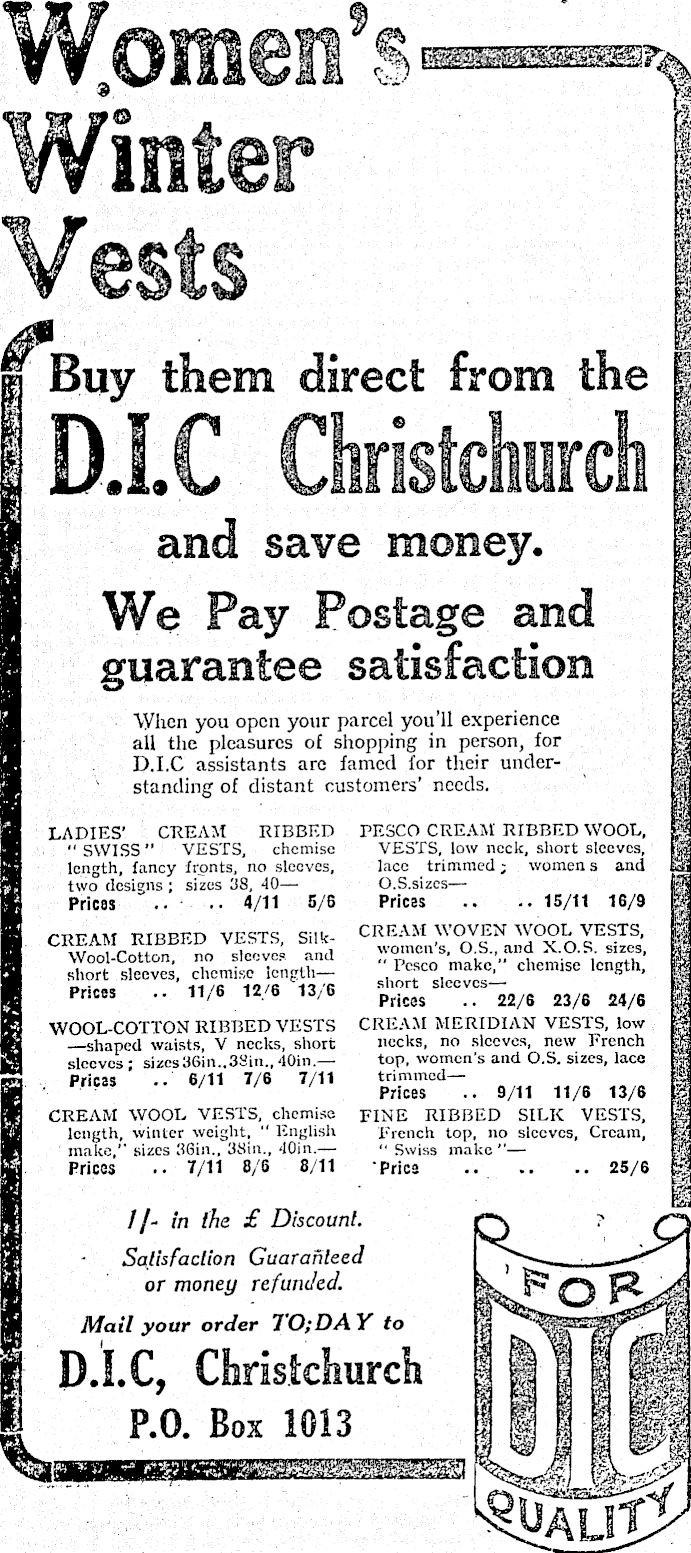 Women's
Winter
Vests
Buy them direct from the
D.I.C Christchurch
and save money.
We Pay Postage and
guarantee satisfaction
When you open your parcel you'll experience
all the pleasures of shopping in person, for
D.I.C assistants are famed for their under-
standing of distant customers' needs.
LADIES' CREAM RIBBED
"SWISS" VESTS, chemise
length, fancy fronts, no sleeves,
two designs; sizes 38, 40—
Prices .. .. 4/11 5/6
CREAM RIBBED VESTS, Silk-
Wool-Cotton, no sleeves and
short sleeves, chemise length—
Prices .. 11/6 12/6 13/6
WOOL-COTTON RIBBED VESTS
—shaped waists, V necks, short
sleeves; sizes 36in., 38in., 40in.—
Prices .. 6/11 7/6 7/11
CREAM WOOL VESTS, chemise
length, winter weight, "English
make," sizes 36in., 38in., 40in.—
Prices .. 7/11 8/6 8/11
PESCO CREAM RIBBED WOOL,
VESTS, low neck, short sleeves,
lace trimmed; women s and
O.S.sizes—
Prices .. .. 15/11 16/9
CREAM WOVEN WOOL VESTS,
women's, O.S., and X.O.S. sizes,
"Pesco make," chemise length,
short sleeves—
Prices .. 22/6 23/6 24/6
CREAM MERIDIAN VESTS, low
necks, no sleeves, new French
top, women's and O.S. sizes, lace
trimmed—
Prices .. 9/11 11/6 13/6
FINE RIBBED SILK VESTS,
French top, no sleeves, Cream,
"Swiss make"—
Price .. .. .. 25/6
1/- in the £ Discount.
Satisfaction Guaranteed
or money refunded.
Mail your order TO;DAY to
D.I.C, Christchurch
P.O. Box 1013
FOR
DIC
QUALITY